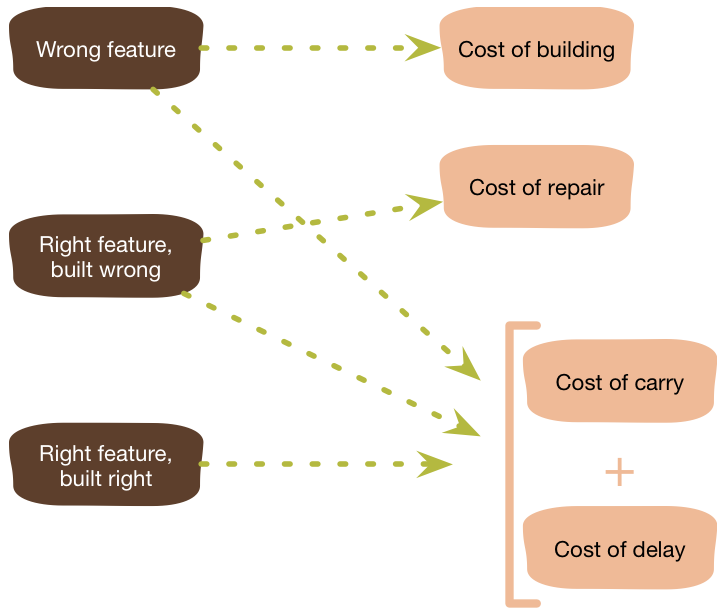 Wrong feature
Cost of building
Cost of repair
Right feature,
built wrong
Cost of carry
Right feature,
built right
+
Cost of delay